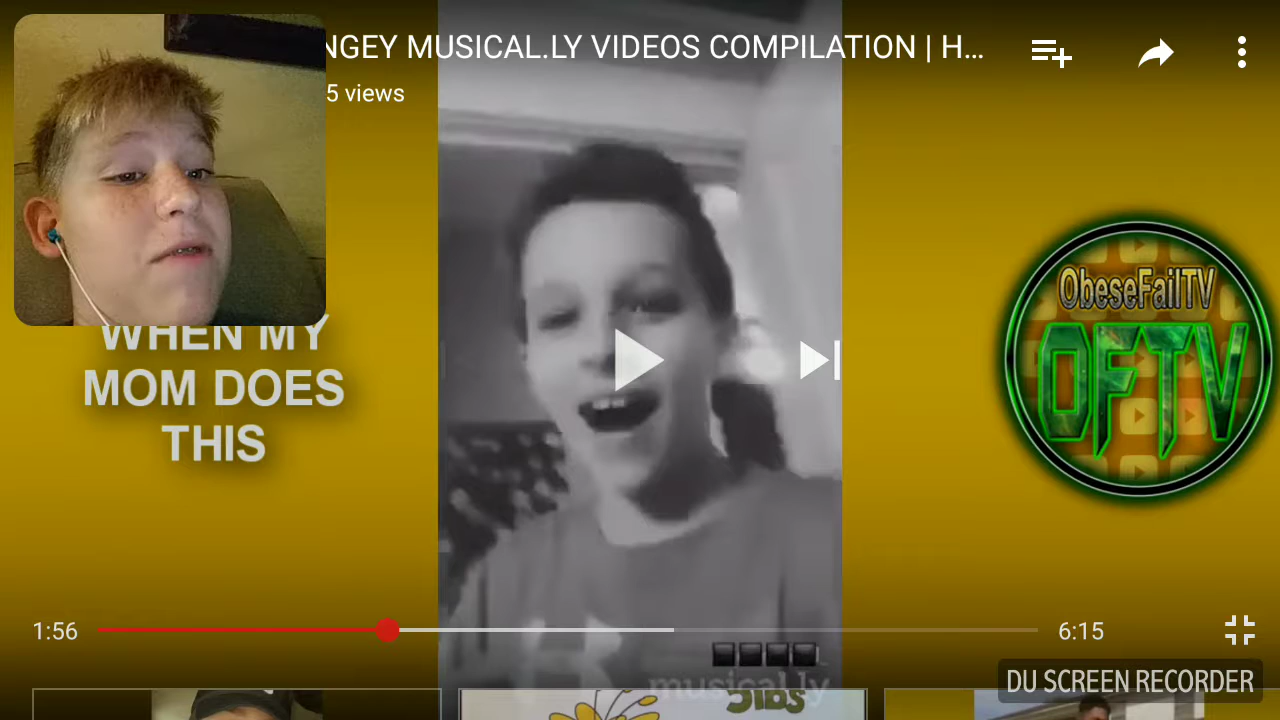 NGEY MUSICAL.LY VIDEOS COMPILATION | H...
5 views
WHEN MY
MOM DOES
THIS
ObeseFailTV
OFTV
1:56
6:15
musical.ly
DU SCREEN RECORDER